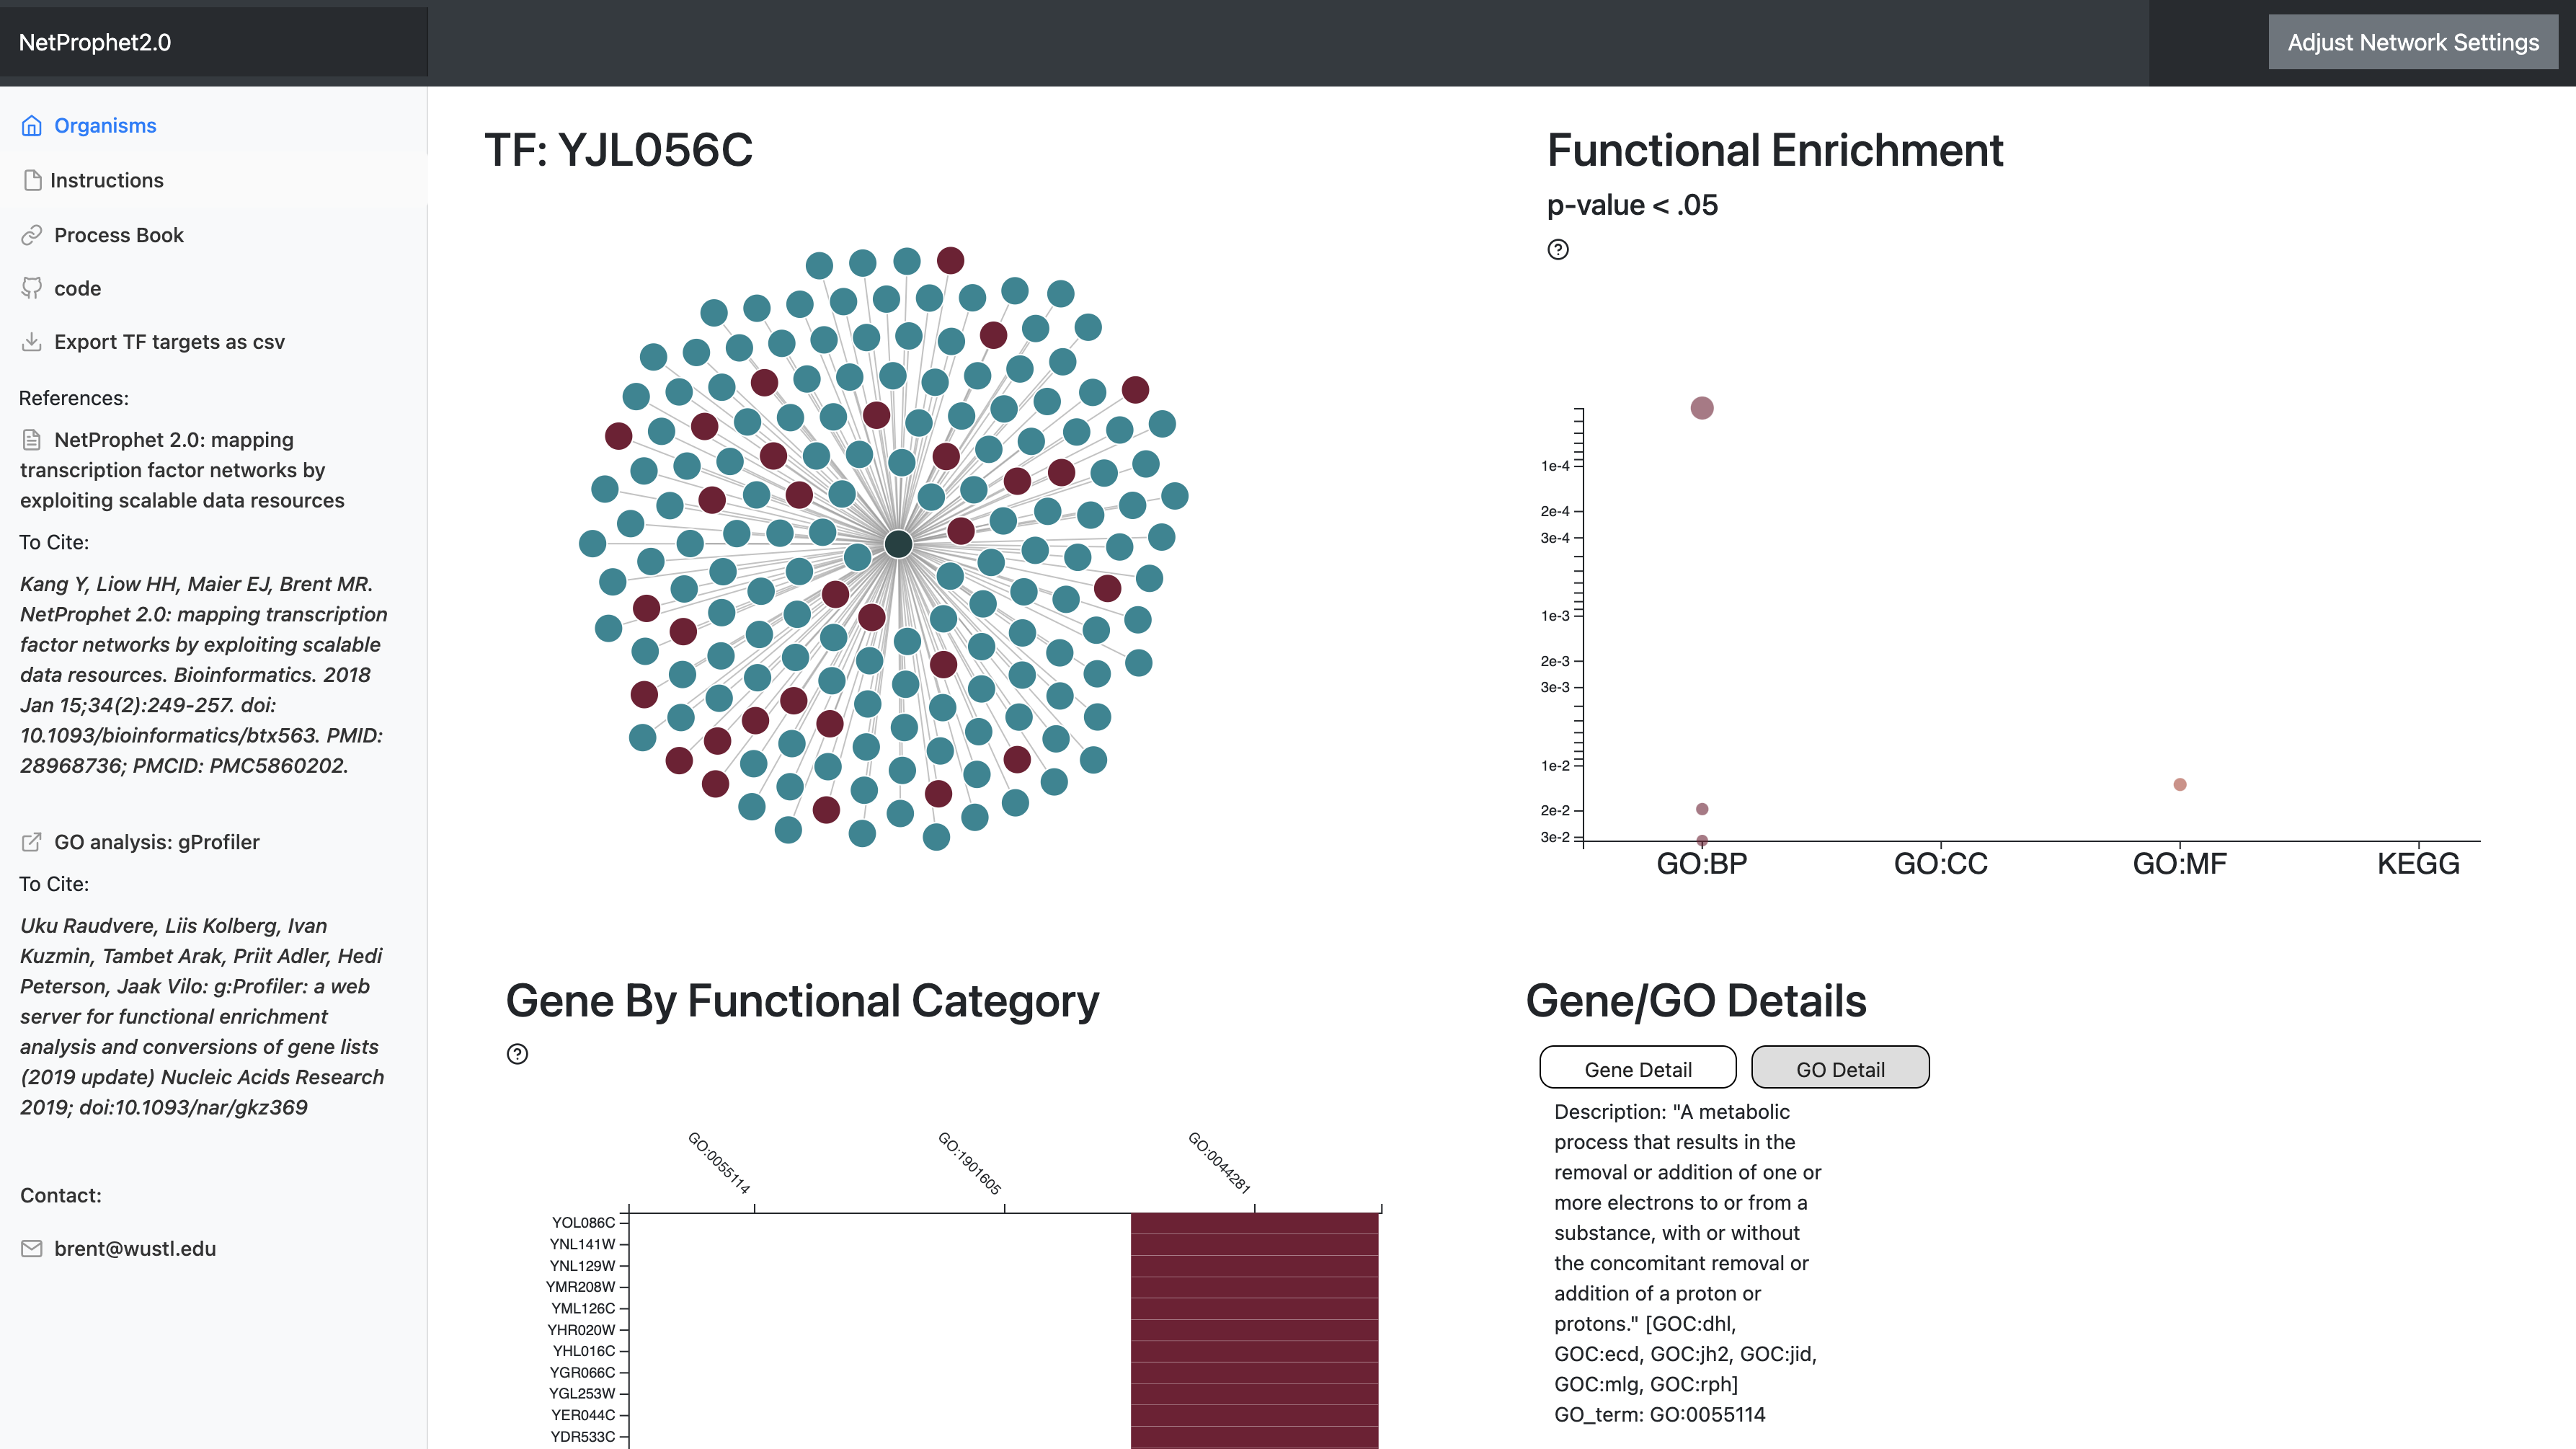 NetProphet2.0
Adjust Network Settings
Organisms
Instructions
Process Book
code
Export TF targets as csv
References:
NetProphet 2.0: mapping
transcription factor networks by
exploiting scalable data resources
To Cite:
Kang Y, Liow HH, Maier EJ, Brent MR.
NetProphet 2.0: mapping transcription
factor networks by exploiting scalable
data resources. Bioinformatics. 2018
Jan 15;34(2):249-257. doi:
10.1093/bioinformatics/btx563. PMID:
28968736; PMCID: PMC5860202.
GO analysis: gProfiler
To Cite:
Uku Raudvere, Liis Kolberg, Ivan
Kuzmin, Tambet Arak, Priit Adler, Hedi
Peterson, Jaak Vilo: g:Profiler: a web
server for functional enrichment
analysis and conversions of gene lists
(2019 update) Nucleic Acids Research
2019; doi:10.1093/nar/gkz369
Contact:
brent@wustl.edu
TF: YJL056C
Functional Enrichment
p-value < .05
?
1e-4
2e-4
3e-4
1e-3
2e-3
3e-3
1e-2
2e-2
3e-2
GO:BP GO:CC GO:MF KEGG
Gene By Functional Category
?
GO:0055114
GO:1901605
GO:0044281
YOL086C
YNL141W
YNL129W
YMR208W
YML126C
YHR020W
YHL016C
YGR066C
YGL253W
YER044C
YDR533C
Gene/GO Details
Gene Detail
GO Detail
Description: "A metabolic
process that results in the
removal or addition of one or
more electrons to or from a
substance, with or without
the concomitant removal or
addition of a proton or
protons." [GOC:dhl,
GOC:ecd, GOC:jh2, GOC:jid,
GOC:mlg, GOC:rph]
GO_term: GO:0055114